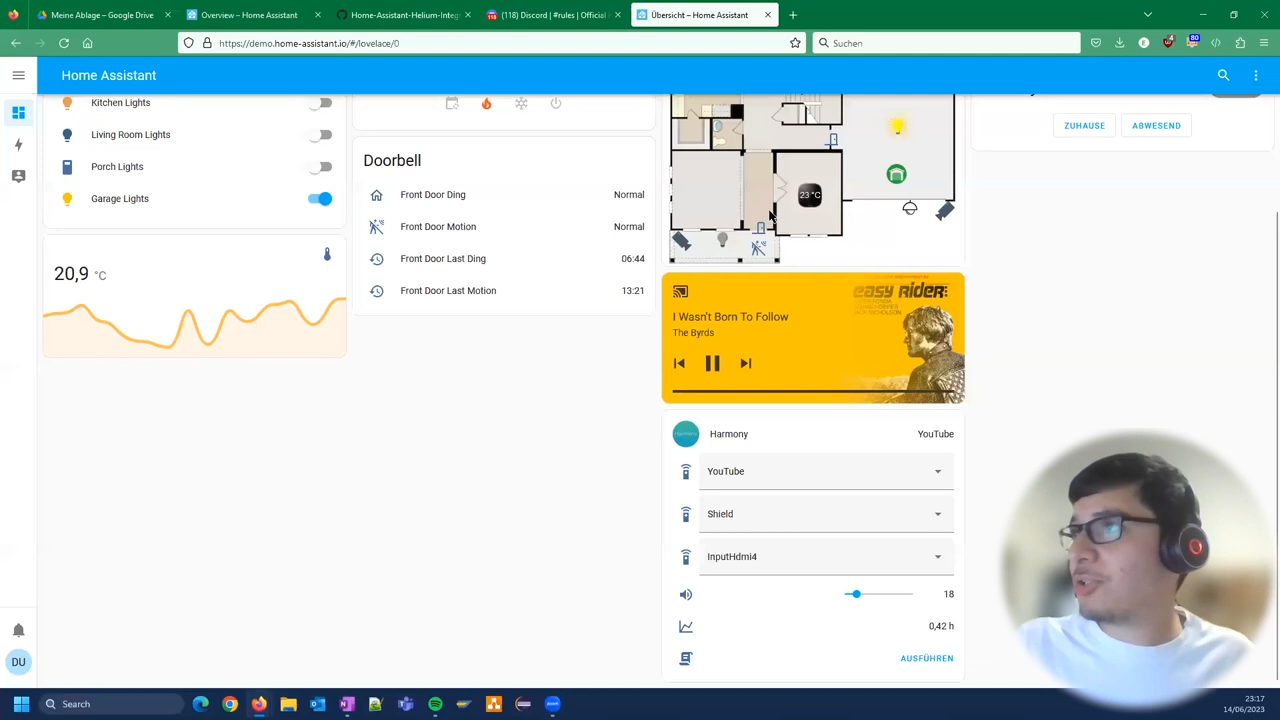 Meine Ablage – Google Drive
Overview – Home Assistant
Home-Assistant-Helium-Integ
(118) Discord | #rules | Official
Übersicht – Home Assistant
https://demo.home-assistant.io/#/lovelace/0
Suchen
80
Home Assistant
Kitchen Lights
Living Room Lights
Porch Lights
Garage Lights
20,9 °C
Doorbell
Front Door Ding Normal
Front Door Motion Normal
Front Door Last Ding 06:44
Front Door Last Motion 13:21
23 °C
easy RIDER
I Wasn't Born To Follow
The Byrds
Harmony YouTube
YouTube
Shield
InputHdmi4
18
0,42 h
AUSFÜHREN
ZUHAUSE ABWESEND
DU
Search
23:17
14/06/2023